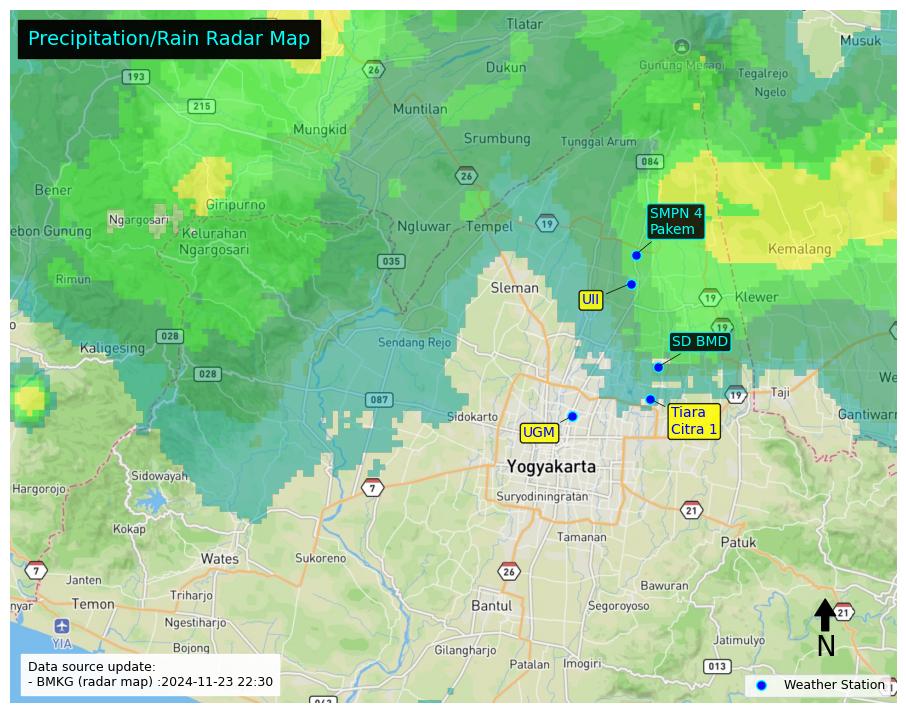 Precipitation/Rain Radar Map
Tlatar
Musuk
26
193
Dukun
Gunung Merapi
Tegalrejo
Ngelo
215
Muntilan
Mungkid
Srumbung
Tunggal Arum
084
26
Bener
Giripurno
SMPN 4
Pakem
Ngargosari
Ngluwar
Tempel
19
ebon Gunung
Kelurahan
Ngargosari
Kemalang
035
Rimun
UII
Sleman
19
Klewer
19
028
Sendang Rejo
SD BMD
Kaligesing
028
We
087
19
Taji
Sidokarto
Tiara
Citra 1
Gantiwarn
UGM
Yogyakarta
Sidowayah
Hargorojo
7
Suryodiningratan
21
Kokap
Tamanan
Patuk
Wates
Sukoreno
7
26
Janten
Bawuran
Temon
Triharjo
Bantul
Segoroyoso
nyar
21
Ngestiharjo
YIA
Jatimulyo
N
Bojong
Gilangharjo
Patalan
Imogiri
013
Data source update:
- BMKG (radar map) :2024-11-23 22:30
Weather Station